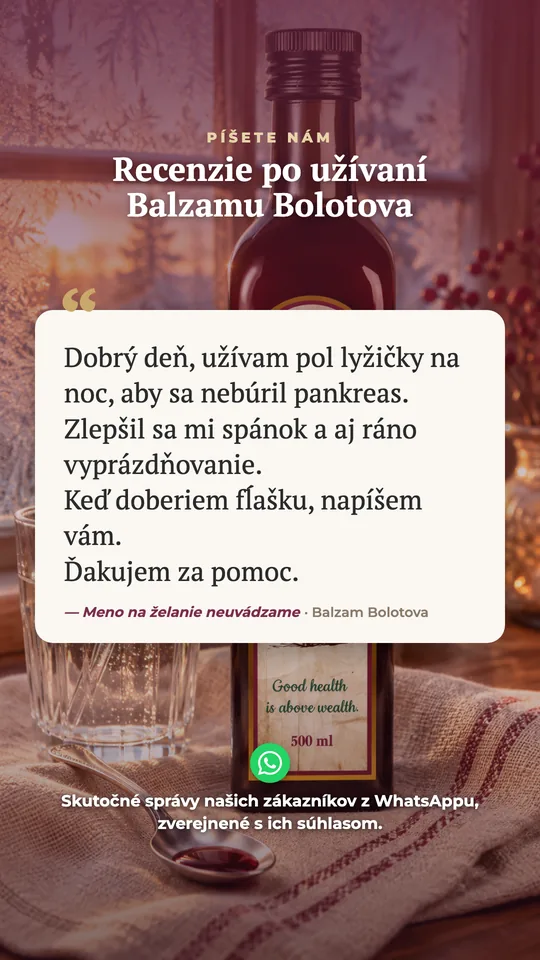 PÍŠETE NÁM
Recenzie po užívaní
Balzamu Bolotova
“
Dobrý deň, užívam pol lyžičky na
noc, aby sa nebúril pankreas.
Zlepšil sa mi spánok a aj ráno
vyprázdňovanie.
Keď doberiem fĺašku, napíšem
vám.
Ďakujem za pomoc.
— Meno na želanie neuvádzame · Balzam Bolotova
Good health
is above wealth.
500 ml
Skutočné správy našich zákazníkov z WhatsAppu,
zverejnené s ich súhlasom.